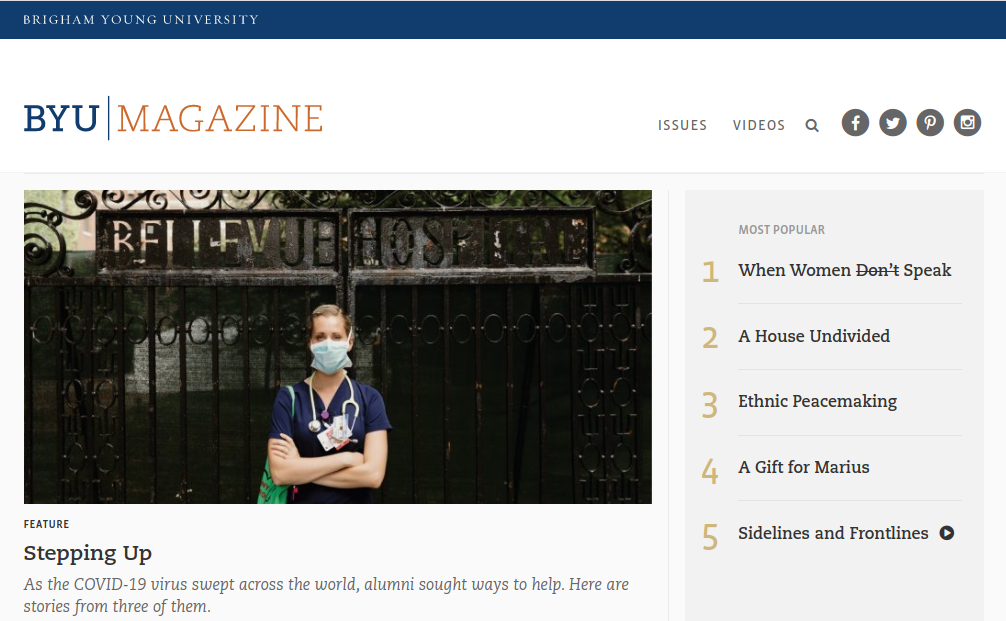 BRIGHAM YOUNG UNIVERSITY
BYU MAGAZINE
ISSUES
VIDEOS
BELLEVUE HOSPITAL
FEATURE
Stepping Up
As the COVID-19 virus swept across the world, alumni sought ways to help. Here are
stories from three of them.
MOST POPULAR
1 When Women Don’t Speak
2 A House Undivided
3 Ethnic Peacemaking
4 A Gift for Marius
5 Sidelines and Frontlines